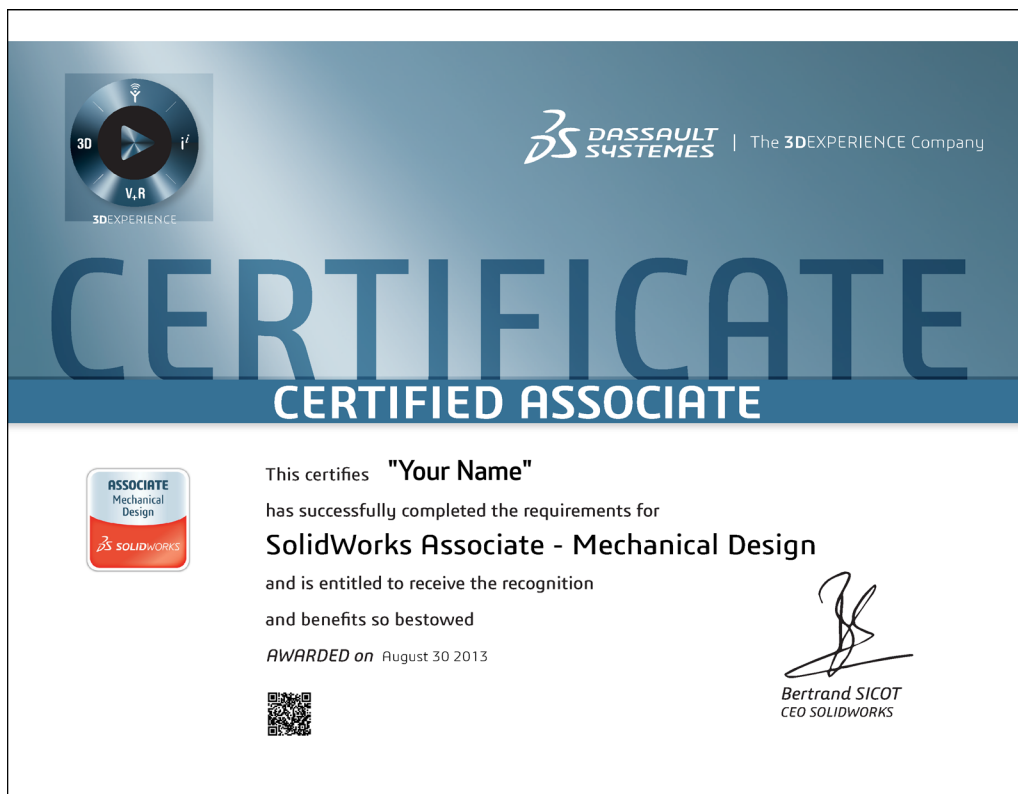 3D
i i
V+R
3DEXPERIENCE
3S DASSAULT SYSTEMES | The 3DEXPERIENCE Company
CERTIFICATE
CERTIFIED ASSOCIATE
ASSOCIATE
Mechanical
Design
3S SOLIDWORKS
This certifies "Your Name"
has successfully completed the requirements for
SolidWorks Associate - Mechanical Design
and is entitled to receive the recognition
and benefits so bestowed
AWARDED on August 30 2013
Bertrand SICOT
CEO SOLIDWORKS